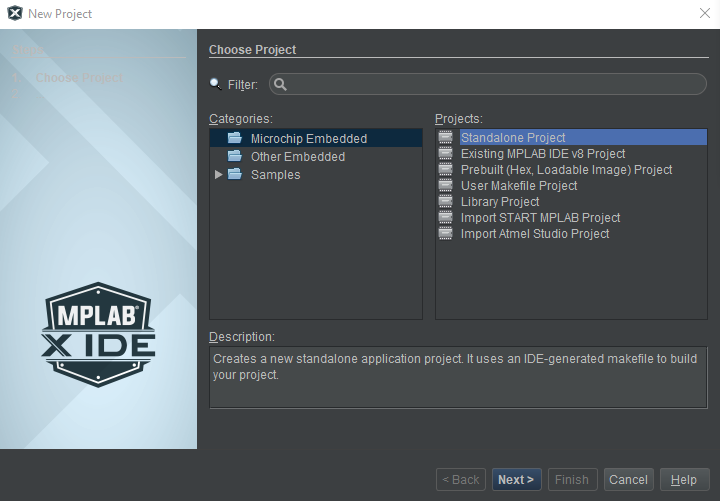 New Project
Steps
1. Choose Project
Choose Project
Filter:
Categories:
Microchip Embedded
Other Embedded
Samples
Projects:
Standalone Project
Existing MPLAB IDE v8 Project
Prebuilt (Hex, Loadable Image) Project
User Makefile Project
Library Project
Import START MPLAB Project
Import Atmel Studio Project
MPLAB®
X IDE
Description:
Creates a new standalone application project. It uses an IDE-generated makefile to build
your project.
< Back
Next >
Finish
Cancel
Help